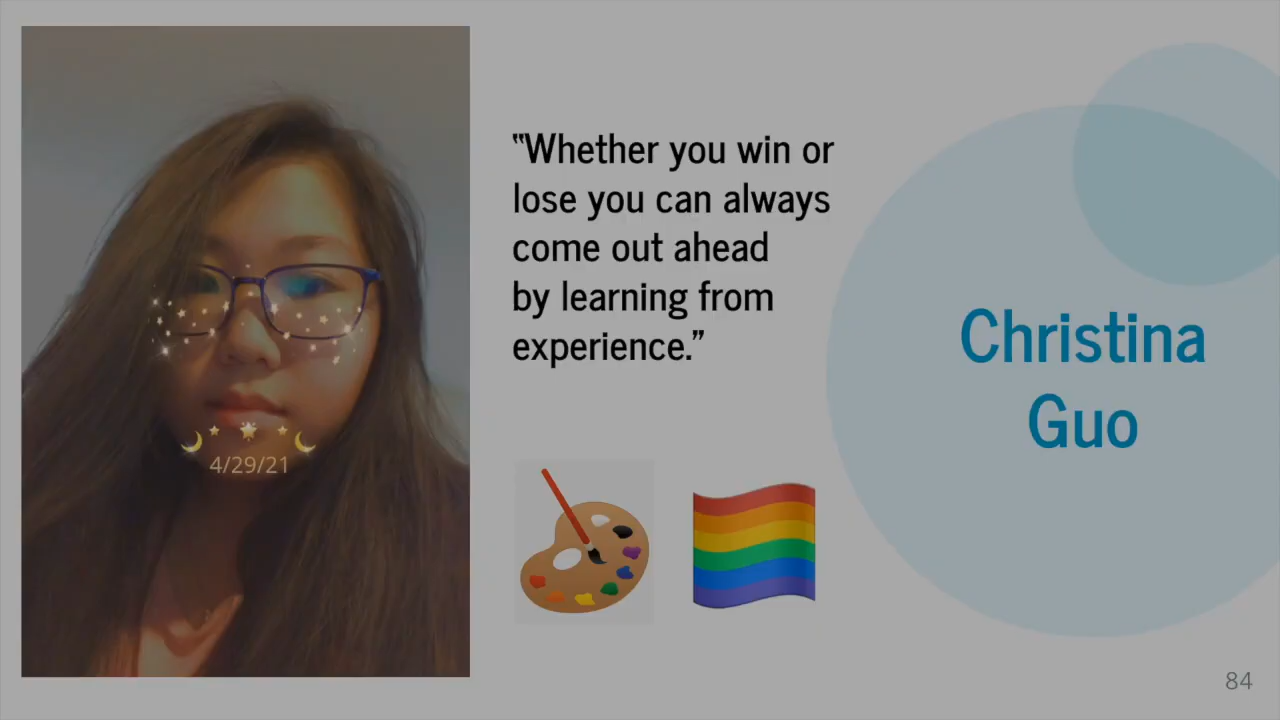 4/29/21
“Whether you win or
lose you can always
come out ahead
by learning from
experience.”
Christina
Guo
84